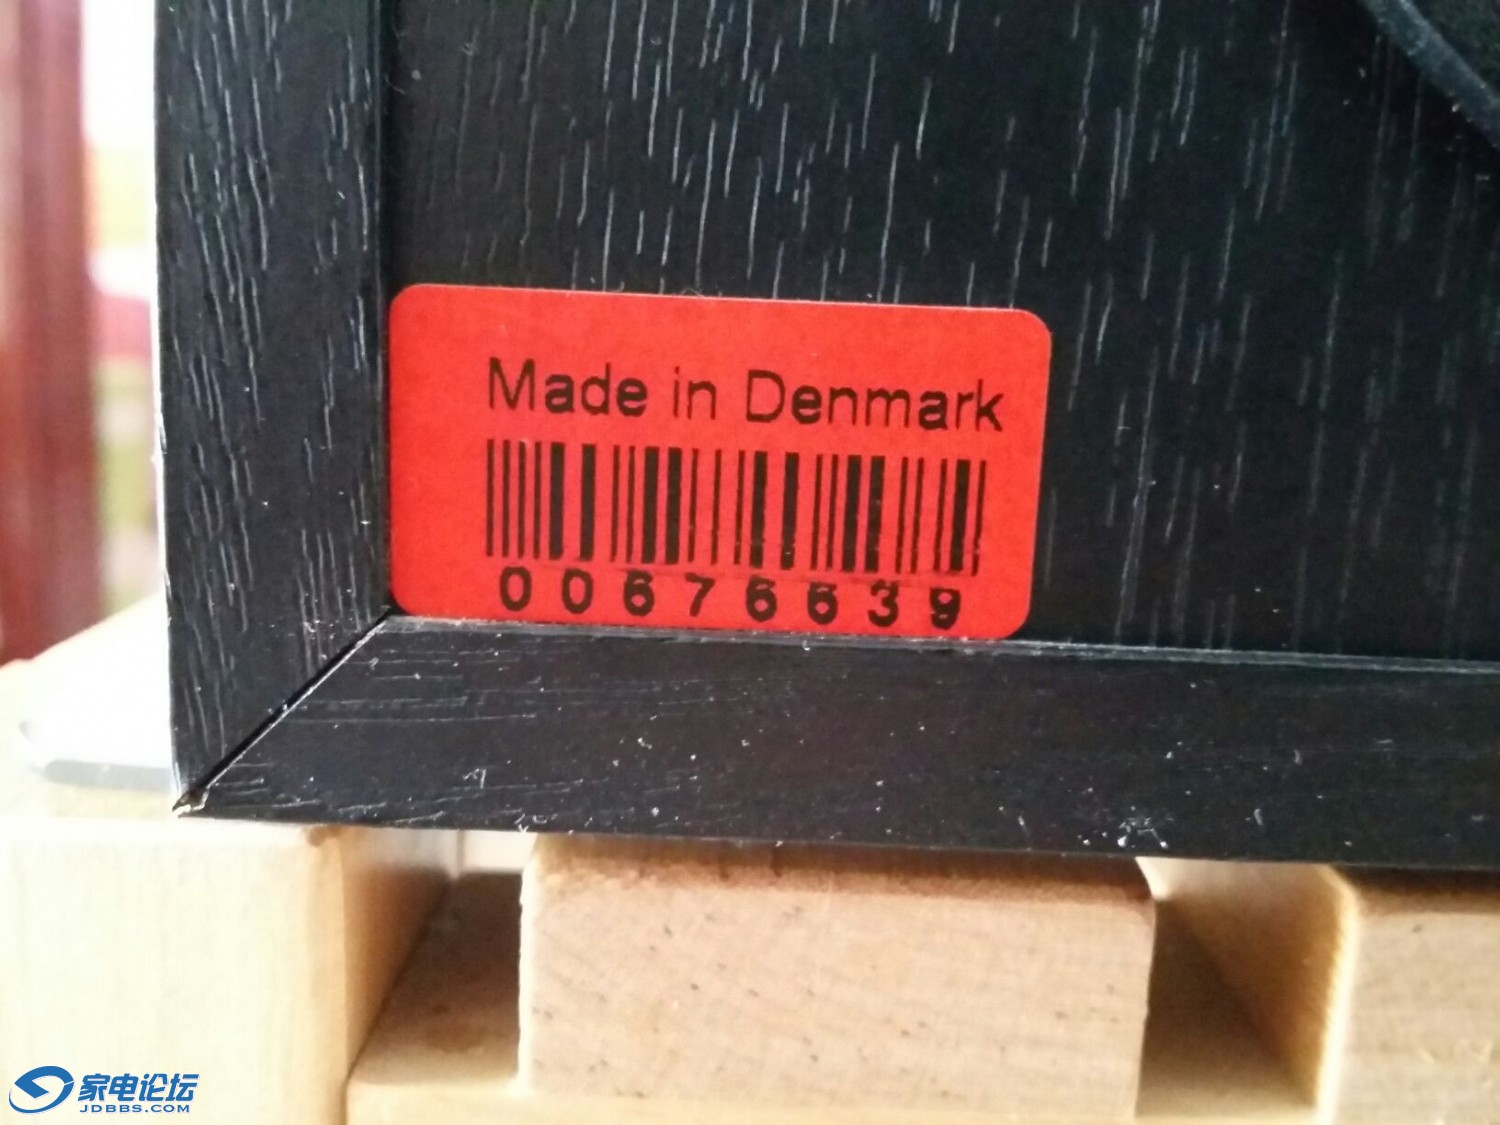 Made in Denmark
00676639
家电论坛
JDBBS.COM